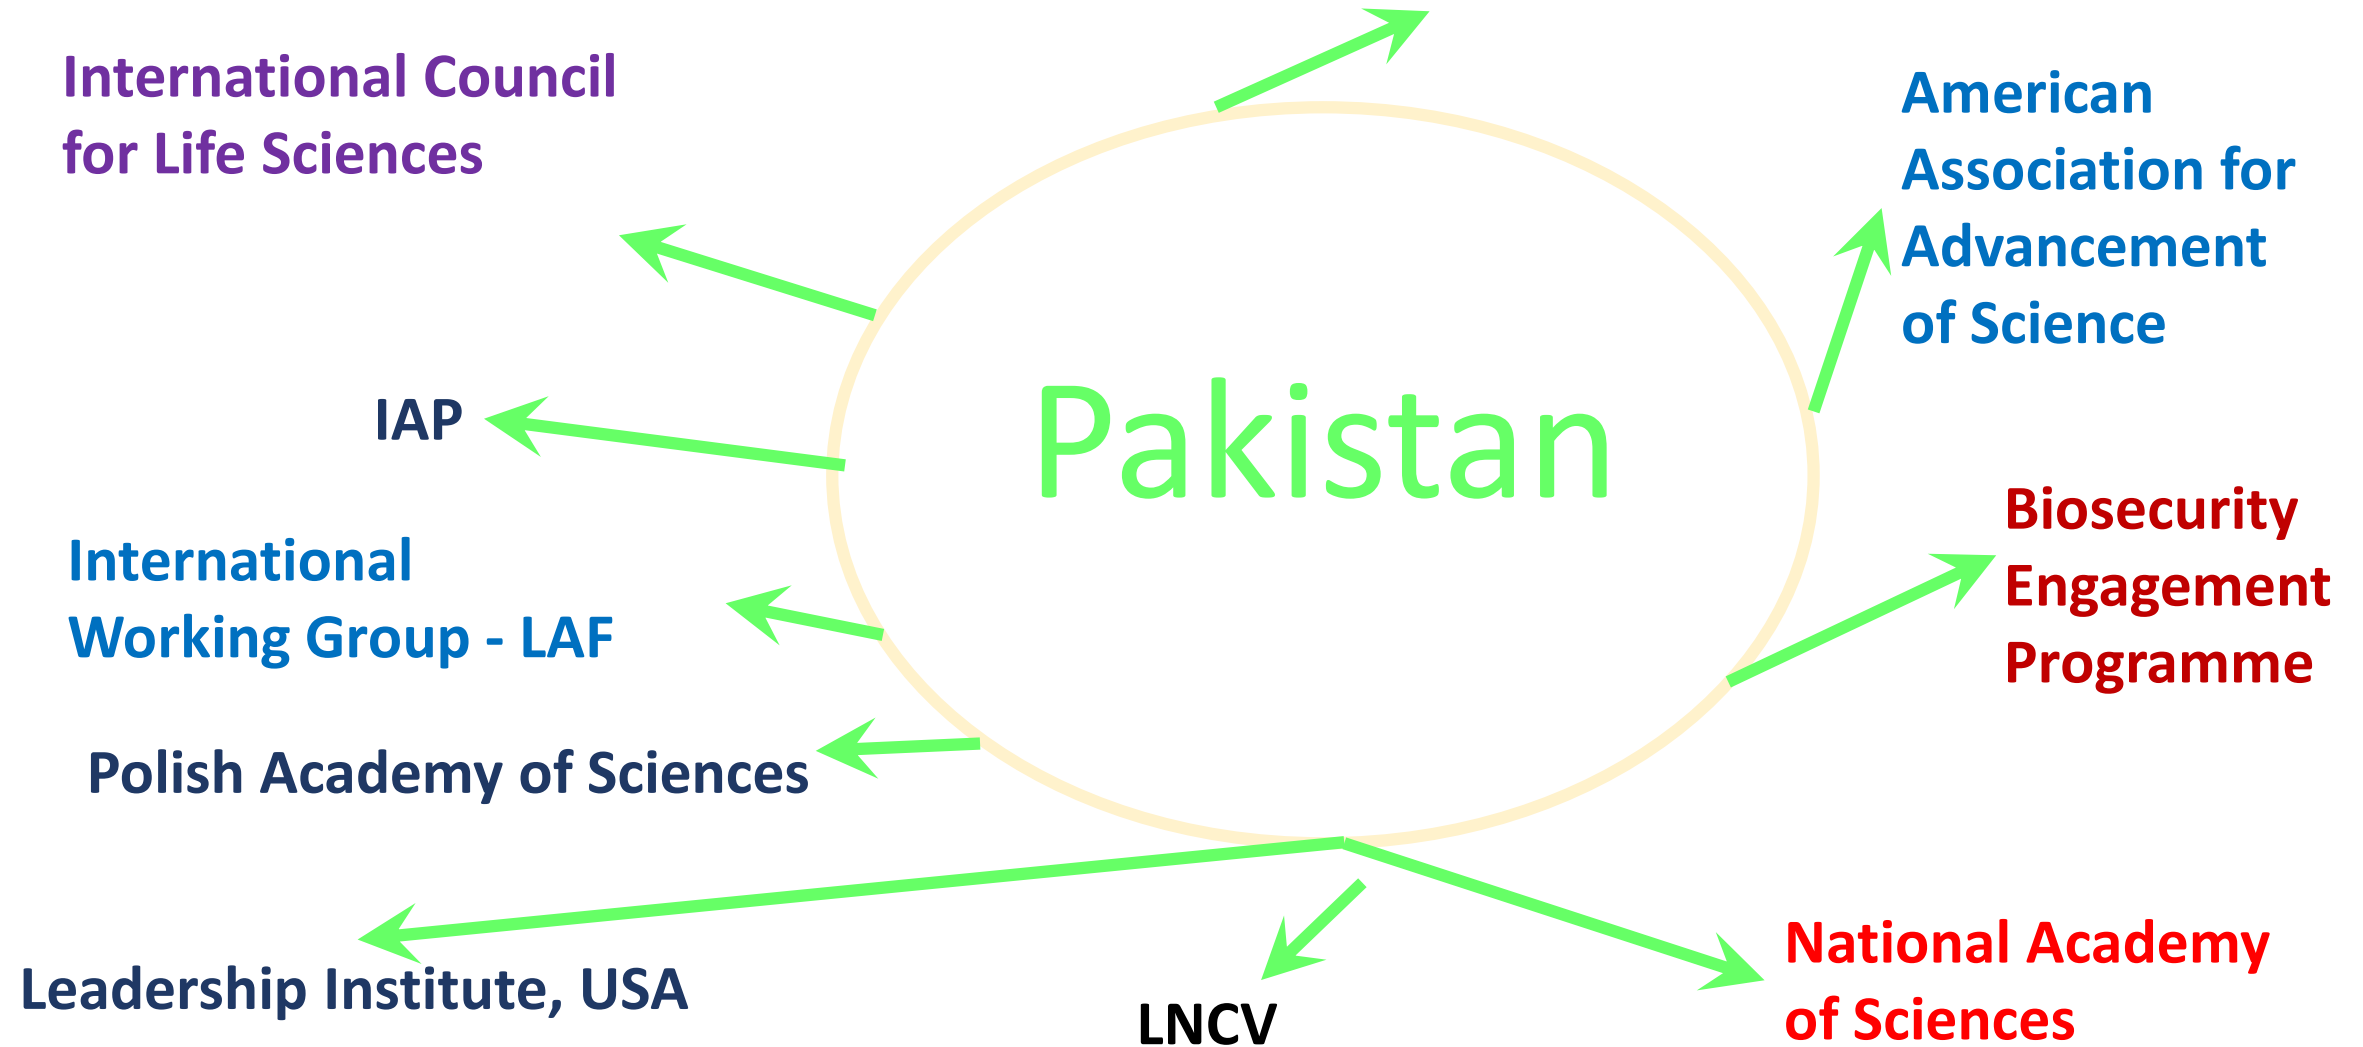 International Council
for Life Sciences
American
Association for
Advancement
of Science
IAP
Pakistan
Biosecurity
Engagement
Programme
International
Working Group - LAF
Polish Academy of Sciences
Leadership Institute, USA
LNCV
National Academy
of Sciences